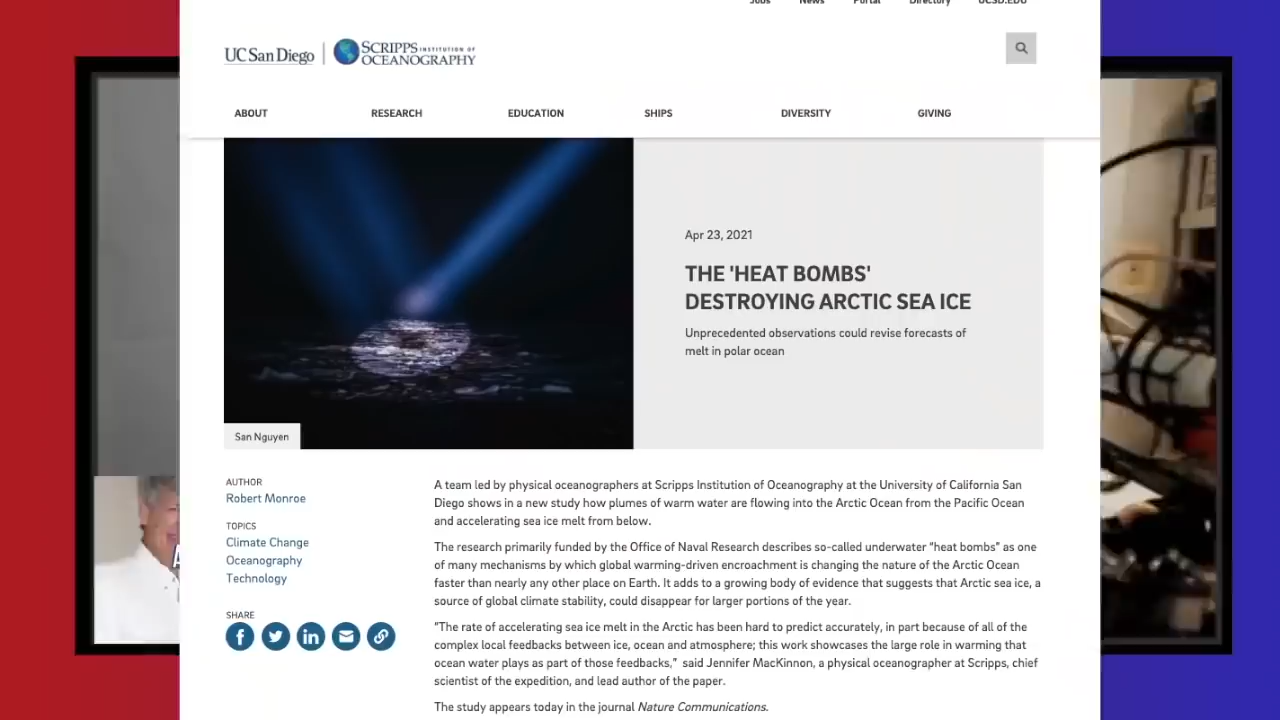 Jobs News Portal Directory UCSD.EDU
UC San Diego SCRIPPS INSTITUTION OF OCEANOGRAPHY
ABOUT RESEARCH EDUCATION SHIPS DIVERSITY GIVING
Apr 23, 2021
THE 'HEAT BOMBS'
DESTROYING ARCTIC SEA ICE
Unprecedented observations could revise forecasts of
melt in polar ocean
San Nguyen
AUTHOR
Robert Monroe
TOPICS
Climate Change
Oceanography
Technology
SHARE
A team led by physical oceanographers at Scripps Institution of Oceanography at the University of California San
Diego shows in a new study how plumes of warm water are flowing into the Arctic Ocean from the Pacific Ocean
and accelerating sea ice melt from below.
The research primarily funded by the Office of Naval Research describes so-called underwater “heat bombs” as one
of many mechanisms by which global warming-driven encroachment is changing the nature of the Arctic Ocean
faster than nearly any other place on Earth. It adds to a growing body of evidence that suggests that Arctic sea ice, a
source of global climate stability, could disappear for larger portions of the year.
"The rate of accelerating sea ice melt in the Arctic has been hard to predict accurately, in part because of all of the
complex local feedbacks between ice, ocean and atmosphere; this work showcases the large role in warming that
ocean water plays as part of those feedbacks," said Jennifer MacKinnon, a physical oceanographer at Scripps, chief
scientist of the expedition, and lead author of the paper.
The study appears today in the journal Nature Communications.